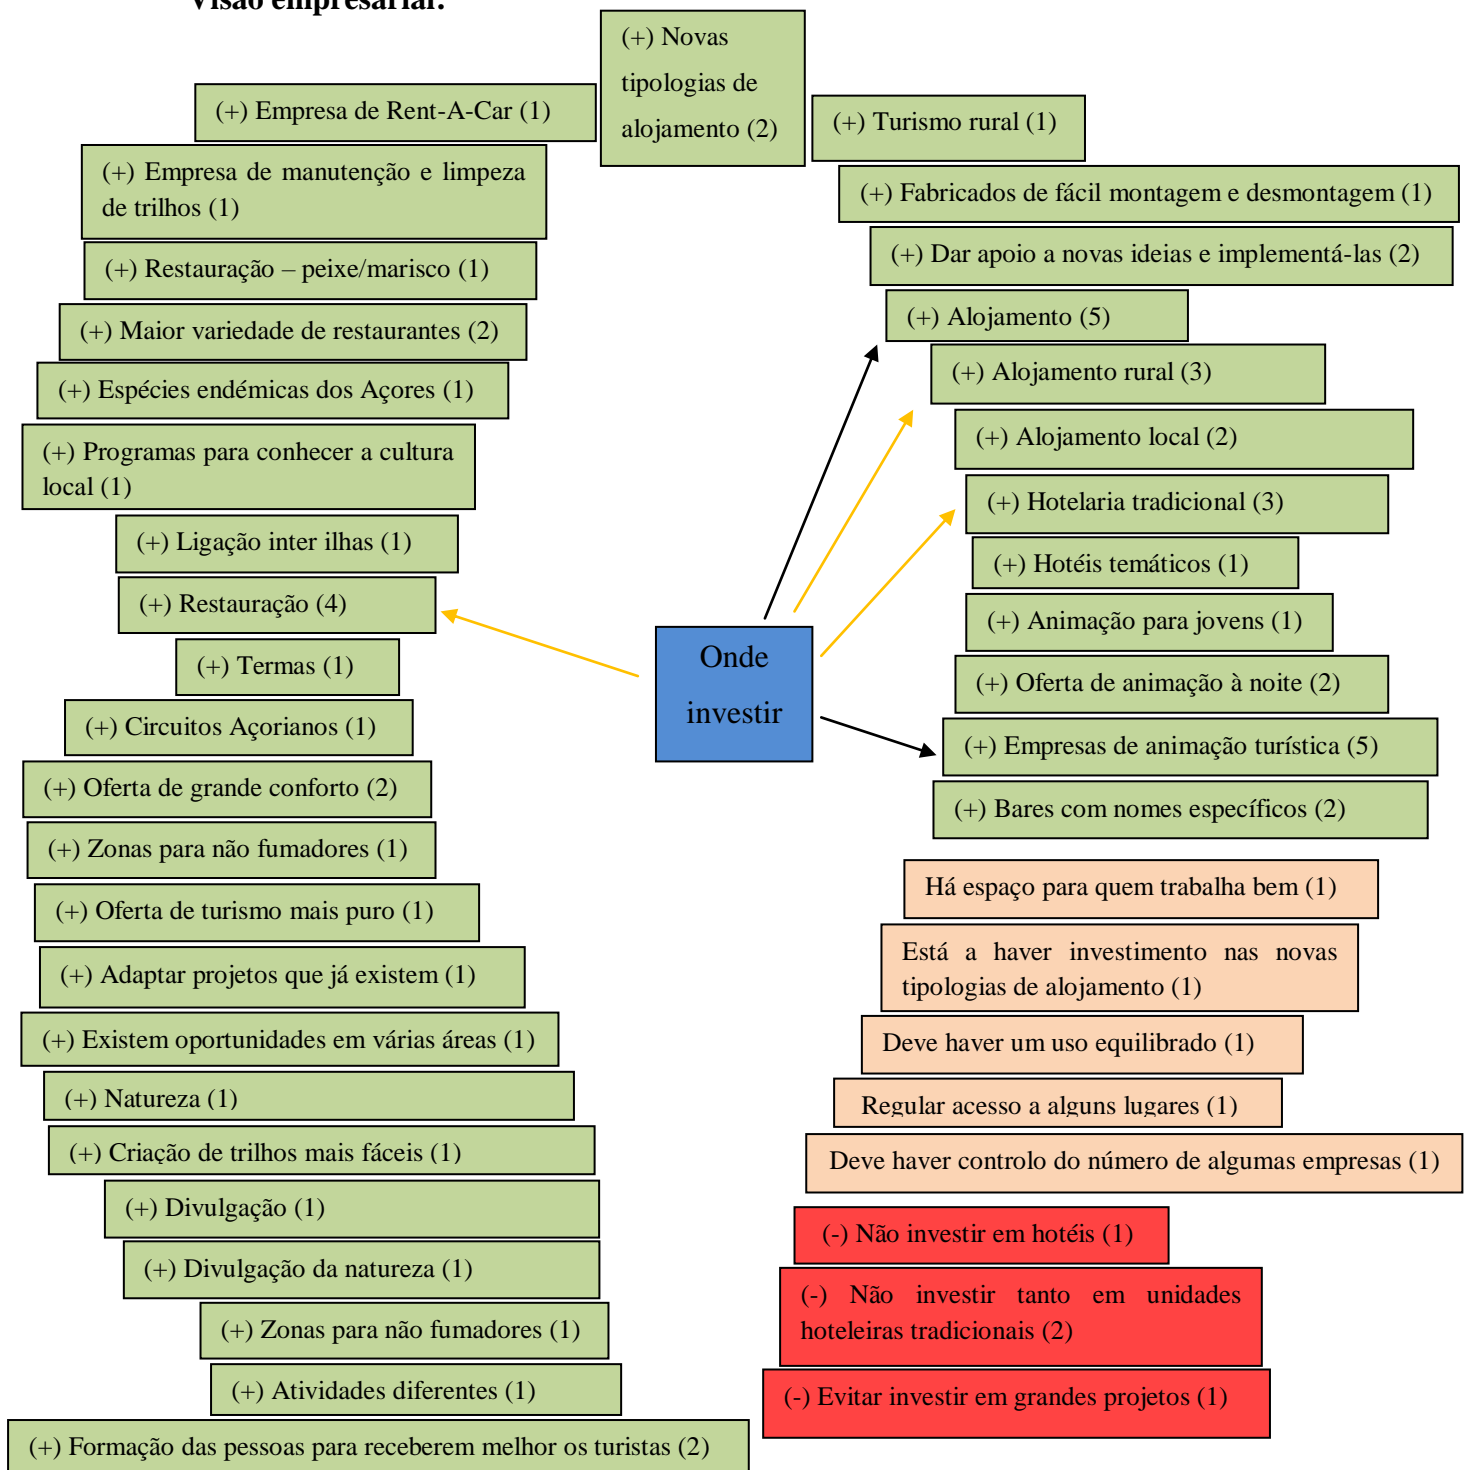 Visão empresarial.
(+) Novas
tipologias de
alojamento (2)
(+) Empresa de Rent-A-Car (1)
(+) Empresa de manutenção e limpeza
de trilhos (1)
(+) Restauração – peixe/marisco (1)
(+) Maior variedade de restaurantes (2)
(+) Espécies endémicas dos Açores (1)
(+) Programas para conhecer a cultura
local (1)
(+) Ligação inter ilhas (1)
(+) Restauração (4)
(+) Termas (1)
(+) Circuitos Açorianos (1)
(+) Oferta de grande conforto (2)
(+) Zonas para não fumadores (1)
(+) Oferta de turismo mais puro (1)
(+) Adaptar projetos que já existem (1)
(+) Existem oportunidades em várias áreas (1)
(+) Natureza (1)
(+) Criação de trilhos mais fáceis (1)
(+) Divulgação (1)
(+) Divulgação da natureza (1)
(+) Zonas para não fumadores (1)
(+) Atividades diferentes (1)
(+) Formação das pessoas para receberem melhor os turistas (2)
Onde
investir
(+) Turismo rural (1)
(+) Fabricados de fácil montagem e desmontagem (1)
(+) Dar apoio a novas ideias e implementá-las (2)
(+) Alojamento (5)
(+) Alojamento rural (3)
(+) Alojamento local (2)
(+) Hotelaria tradicional (3)
(+) Hotéis temáticos (1)
(+) Animação para jovens (1)
(+) Oferta de animação à noite (2)
(+) Empresas de animação turística (5)
(+) Bares com nomes específicos (2)
Há espaço para quem trabalha bem (1)
Está a haver investimento nas novas
tipologias de alojamento (1)
Deve haver um uso equilibrado (1)
Regular acesso a alguns lugares (1)
Deve haver controlo do número de algumas empresas (1)
(-) Não investir em hotéis (1)
(-) Não investir tanto em unidades
hoteleiras tradicionais (2)
(-) Evitar investir em grandes projetos (1)